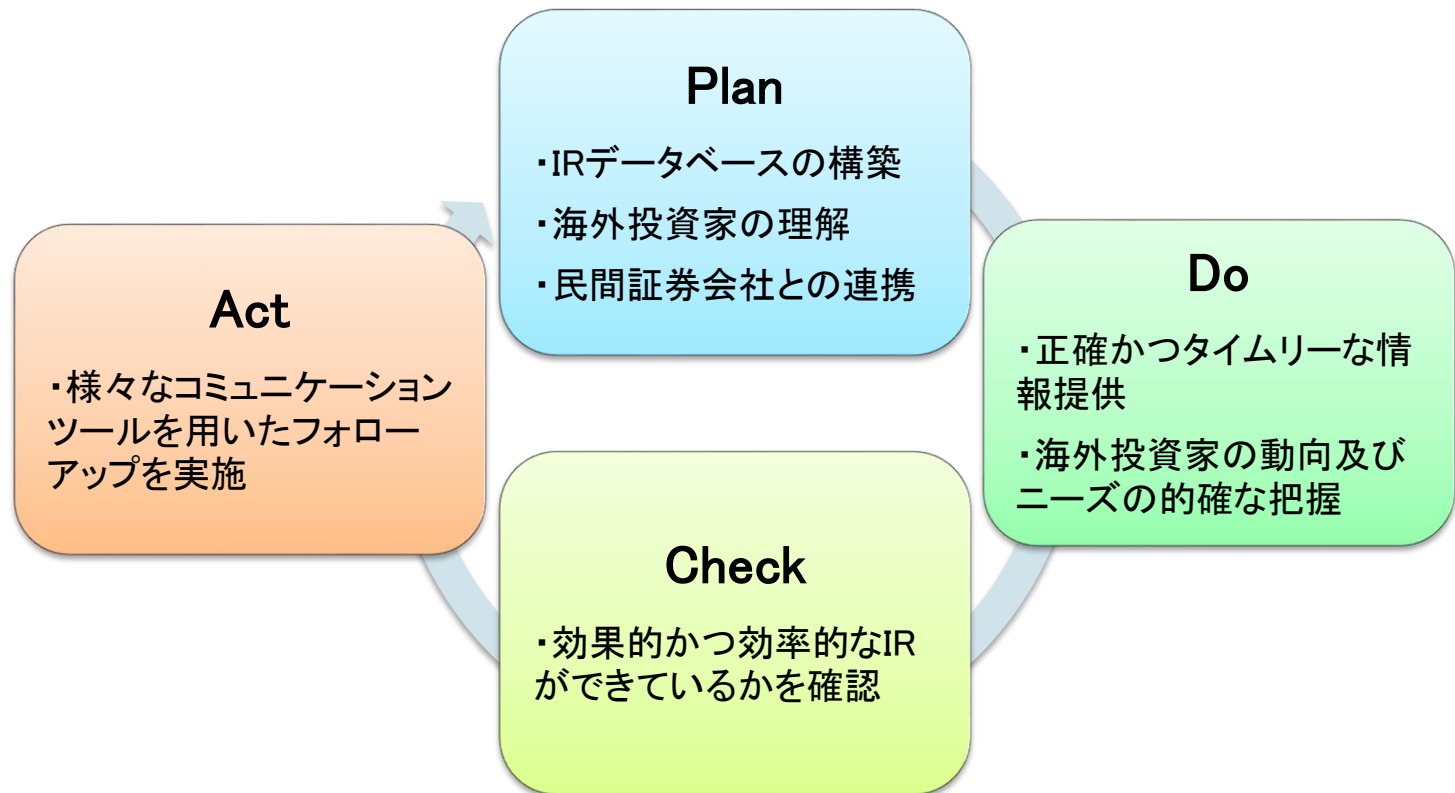 Plan
・IRデータベースの構築
・海外投資家の理解
・民間証券会社との連携
Do
・正確かつタイムリーな情
報提供
・海外投資家の動向及び
ニーズの的確な把握
Check
・効果的かつ効率的なIR
ができているかを確認
Act
・様々なコミュニケーション
ツールを用いたフォロー
アップを実施